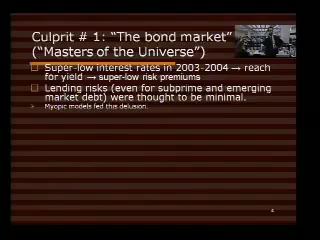 Culprit # 1: “The bond market”
(“Masters of the Universe”)
Super-low interest rates in 2003-2004 → reach
for yield → super-low risk premiums
Lending risks (even for subprime and emerging
market debt) were thought to be minimal.
Myopic models fed this delusion.
4